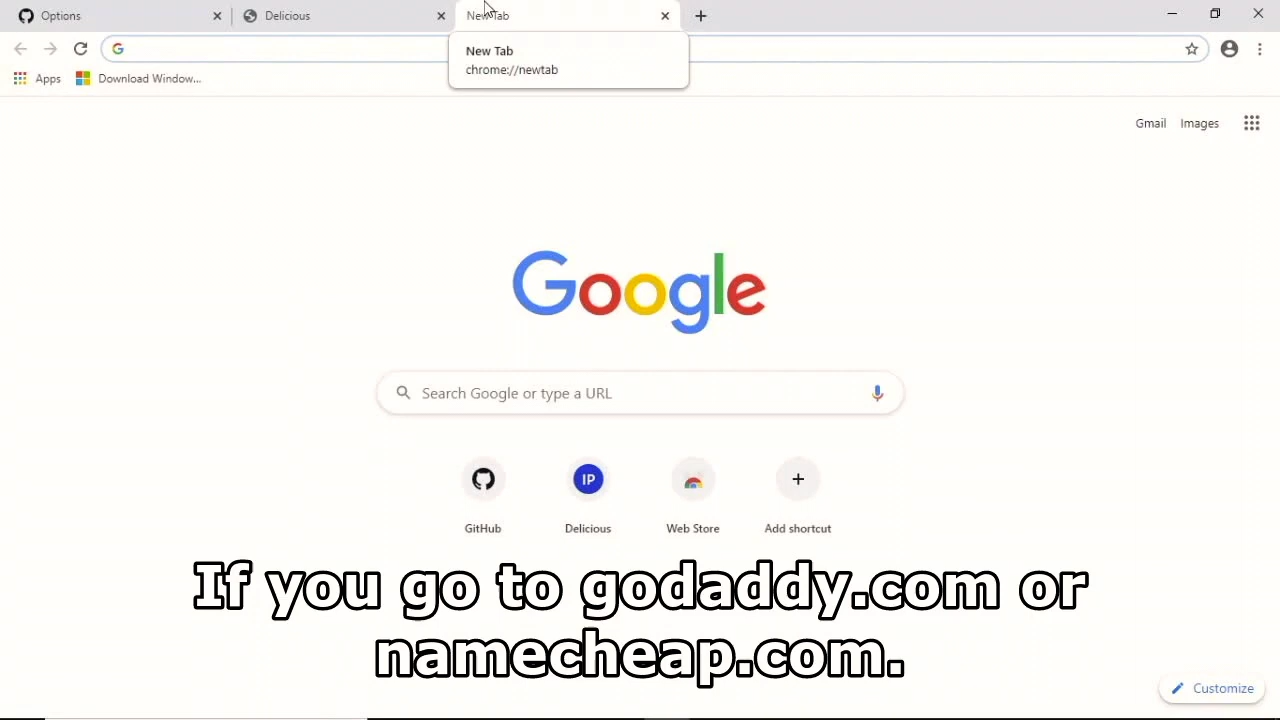 Options
Delicious
New Tab
New Tab
chrome://newtab
Apps
Download Window...
Gmail
Images
Google
Search Google or type a URL
IP
GitHub
Delicious
Web Store
Add shortcut
If you go to godaddy.com or
namecheap.com.
Customize